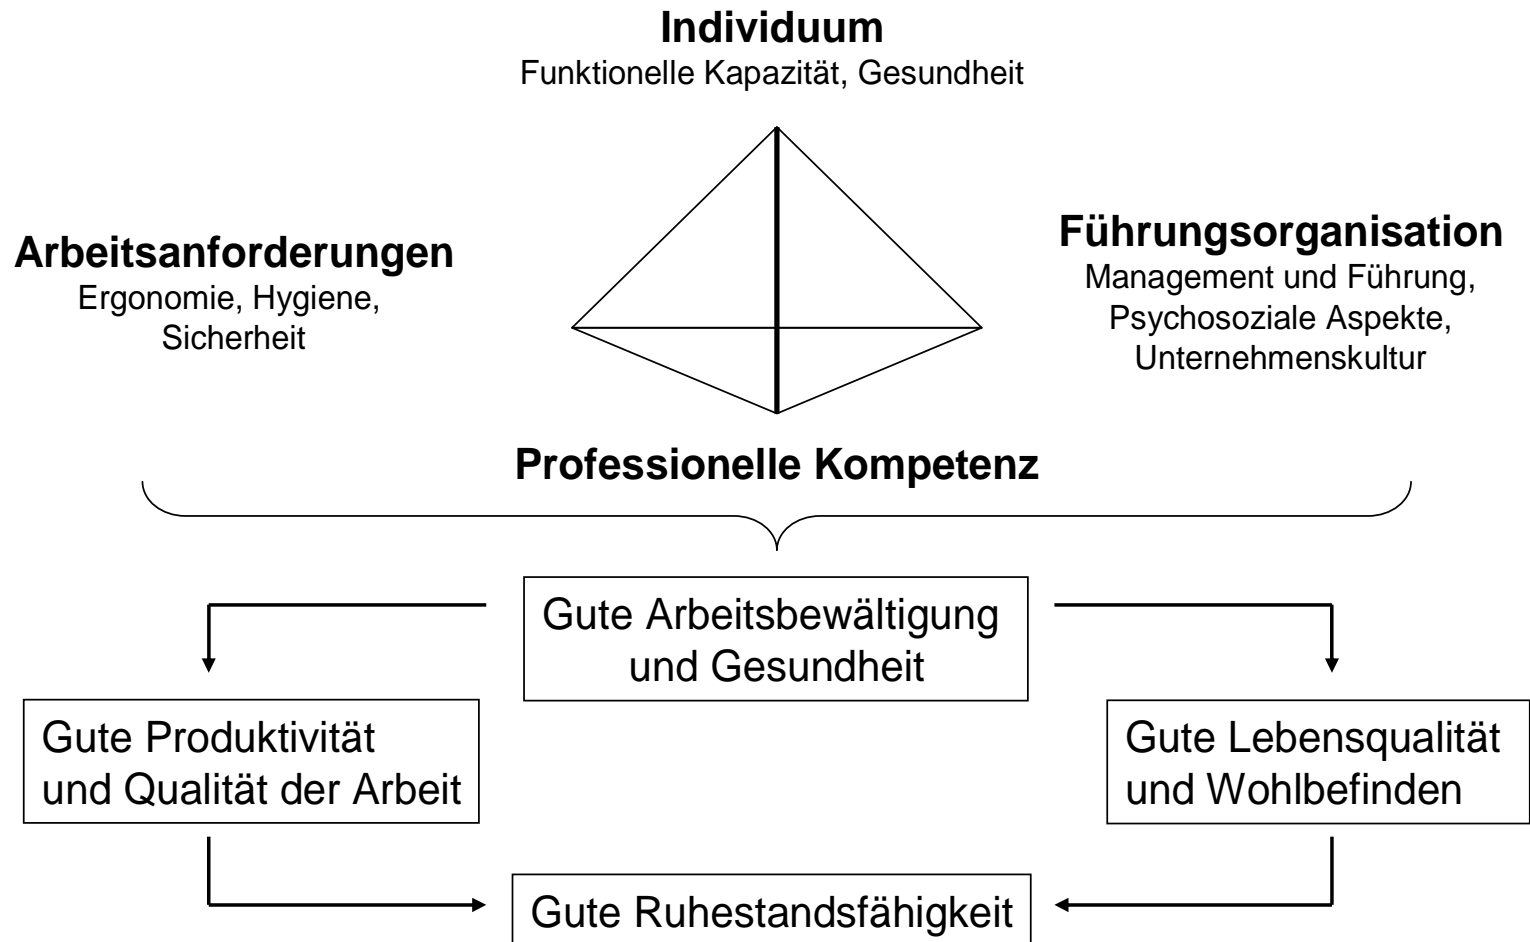 Individuum
Funktionelle Kapazität, Gesundheit
Arbeitsanforderungen
Ergonomie, Hygiene,
Sicherheit
Führungsorganisation
Management und Führung,
Psychosoziale Aspekte,
Unternehmenskultur
Professionelle Kompetenz
Gute Arbeitsbewältigung
und Gesundheit
Gute Produktivität
und Qualität der Arbeit
Gute Lebensqualität
und Wohlbefinden
Gute Ruhestandsfähigkeit